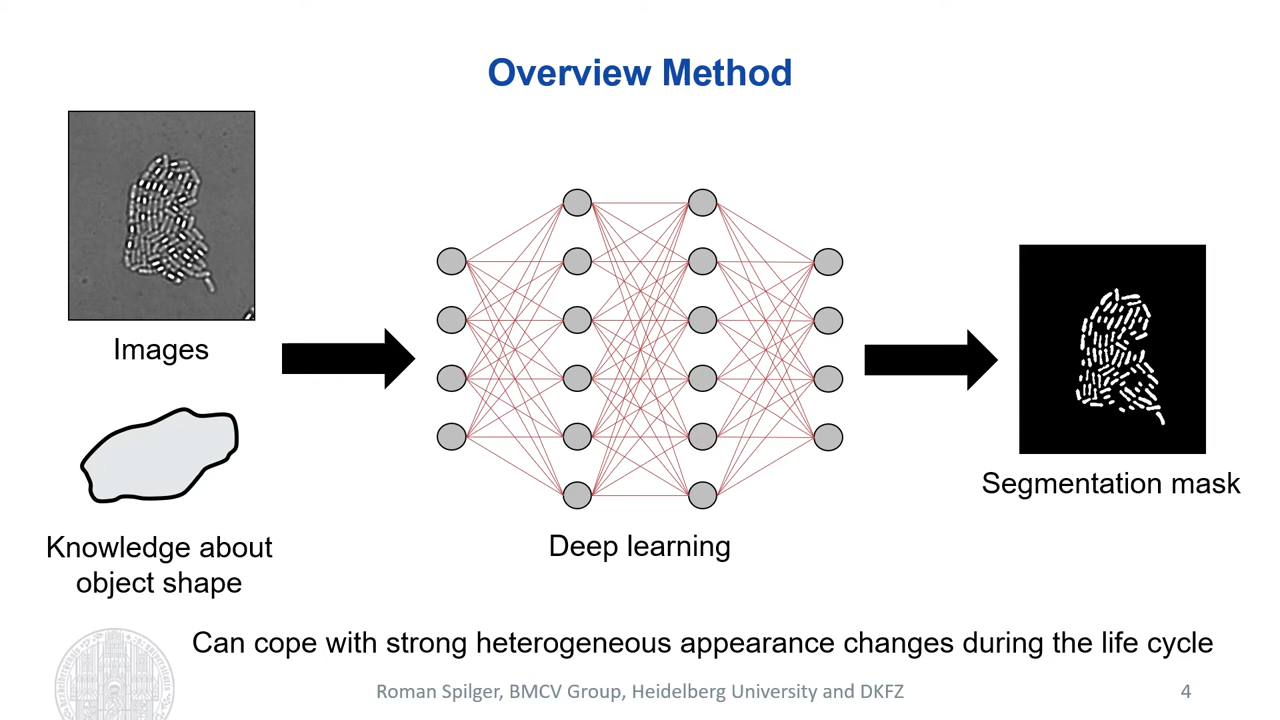 Overview Method
Images
Knowledge about
object shape
Deep learning
Segmentation mask
Can cope with strong heterogeneous appearance changes during the life cycle
Roman Spilger, BMCV Group, Heidelberg University and DKFZ
4